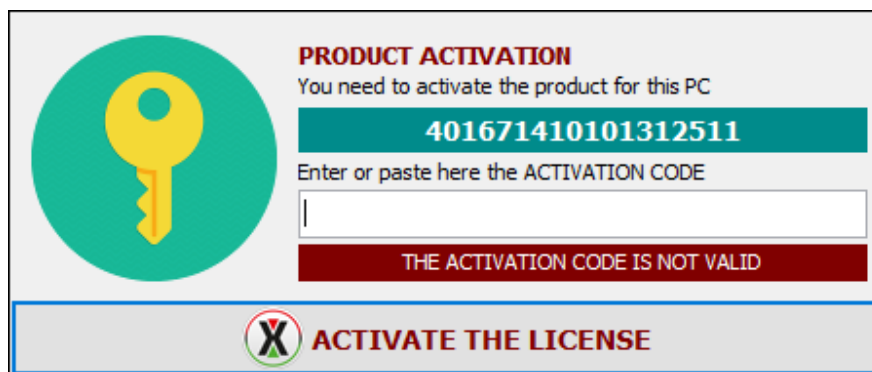 PRODUCT ACTIVATION
You need to activate the product for this PC
401671410101312511
Enter or paste here the ACTIVATION CODE
THE ACTIVATION CODE IS NOT VALID
X ACTIVATE THE LICENSE